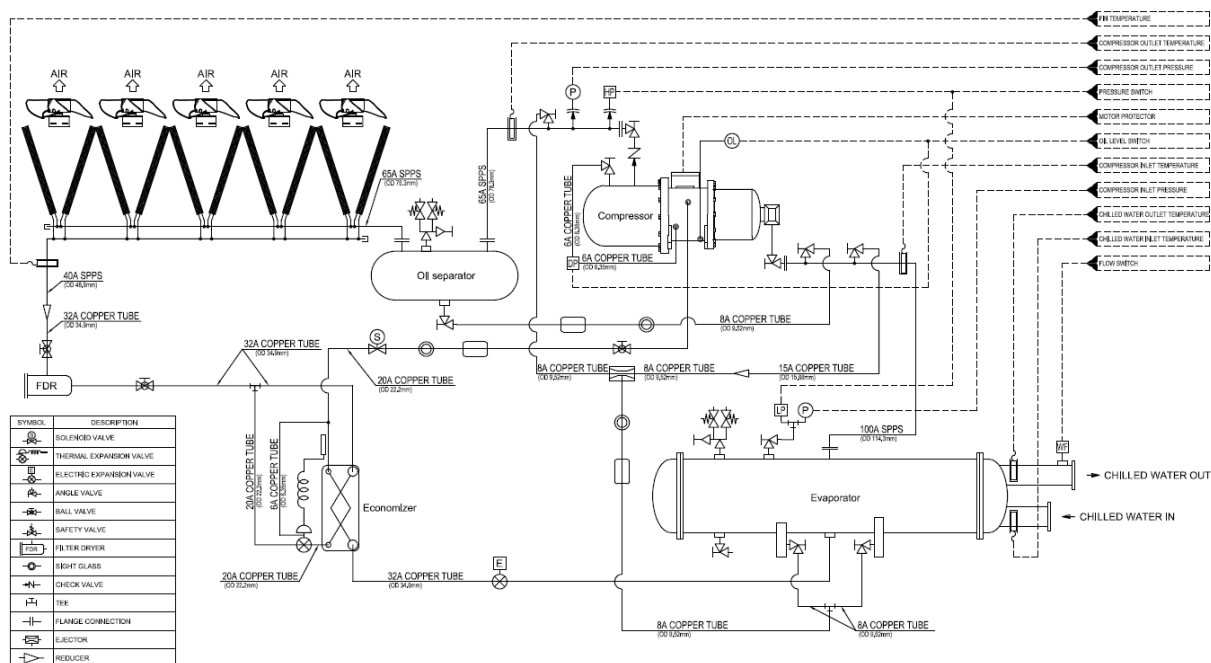 FIN TEMPERATURE
COMPRESSOR OUTLET TEMPERATURE
COMPRESSOR OUTLET PRESSURE
PRESSURE SWITCH
MOTOR PROTECTOR
OIL LEVEL SWITCH
COMPRESSOR INLET TEMPERATURE
COMPRESSOR INLET PRESSURE
CHILLED WATER OUTLET TEMPERATURE
CHILLED WATER INLET TEMPERATURE
FLOW SWITCH
AIR
AIR
AIR
AIR
AIR
P
HP
OL
65A SPPS
(OD 76,3mm)
65A SPPS
(OD 76,3mm)
6A COPPER TUBE
(OD 6,35mm)
Compressor
6A COPPER TUBE
(OD 6,35mm)
DP
Oil separator
40A SPPS
(OD 48,6mm)
32A COPPER TUBE
(OD 34,9mm)
FDR
32A COPPER TUBE
(OD 34,9mm)
S
20A COPPER TUBE
(OD 22,2mm)
8A COPPER TUBE
(OD 9,52mm)
8A COPPER TUBE
(OD 9,52mm)
8A COPPER TUBE
(OD 9,52mm)
15A COPPER TUBE
(OD 15,88mm)
LP
P
100A SPPS
(OD 114,3mm)
WF
CHILLED WATER OUT
Evaporator
CHILLED WATER IN
20A COPPER TUBE
(OD 22,2mm)
6A COPPER TUBE
(OD 6,35mm)
Economizer
20A COPPER TUBE
(OD 22,2mm)
32A COPPER TUBE
(OD 34,9mm)
E
8A COPPER TUBE
(OD 9,52mm)
8A COPPER TUBE
(OD 9,52mm)
SYMBOL DESCRIPTION
S SOLENOID VALVE
THERMAL EXPANSION VALVE
E ELECTRIC EXPANSION VALVE
ANGLE VALVE
BALL VALVE
SAFETY VALVE
FDR FILTER DRYER
SIGHT GLASS
CHECK VALVE
TEE
FLANGE CONNECTION
EJECTOR
REDUCER